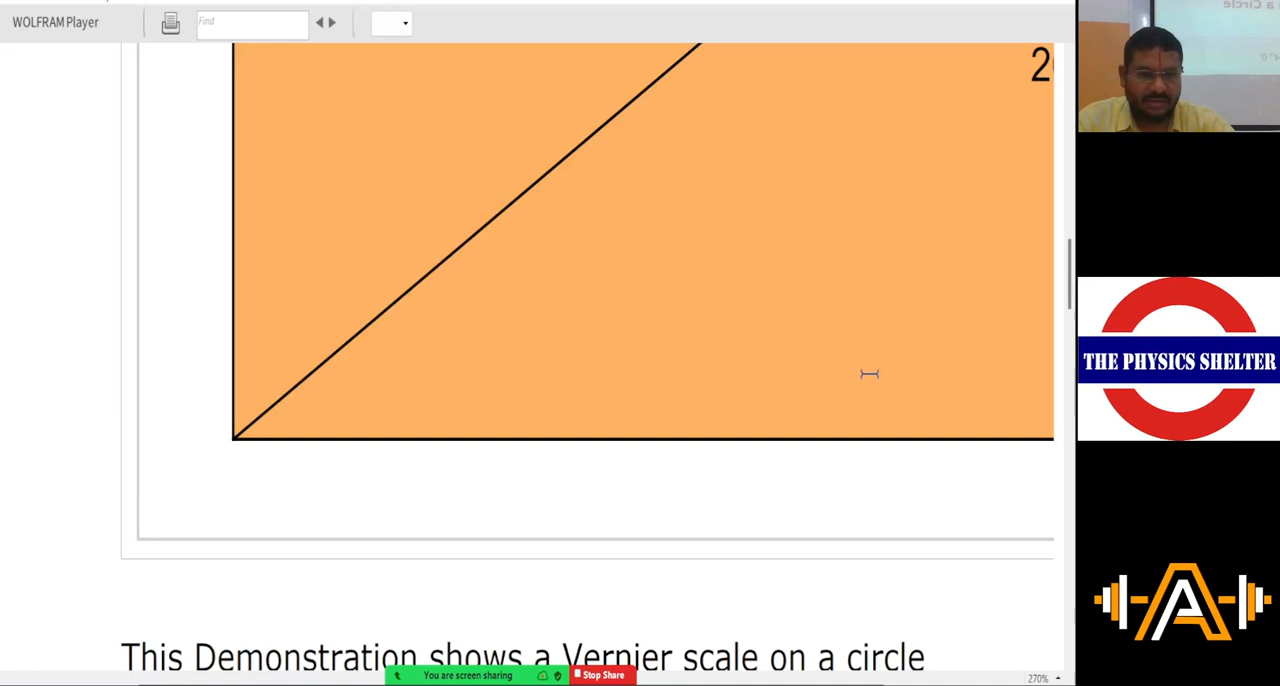 WOLFRAM Player
Find
20
THE PHYSICS SHELTER
A
This Demonstration shows a Vernier scale on a circle
You are screen sharing
Stop Share
270%